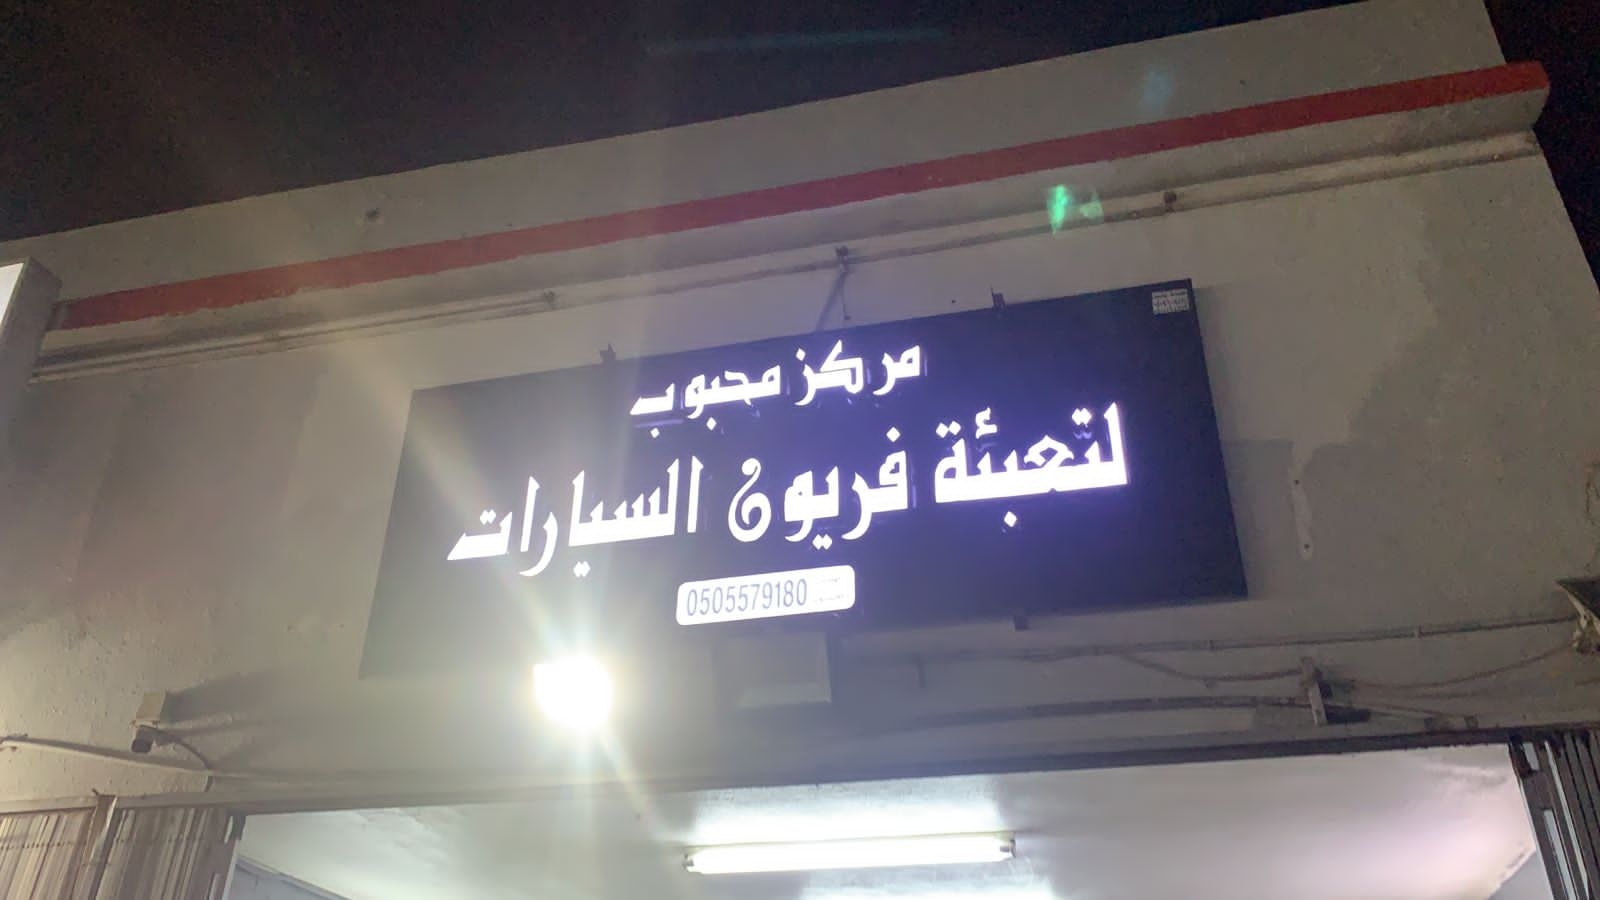 مركز محبوب
لتعبئة فريون السيارات
0505579180